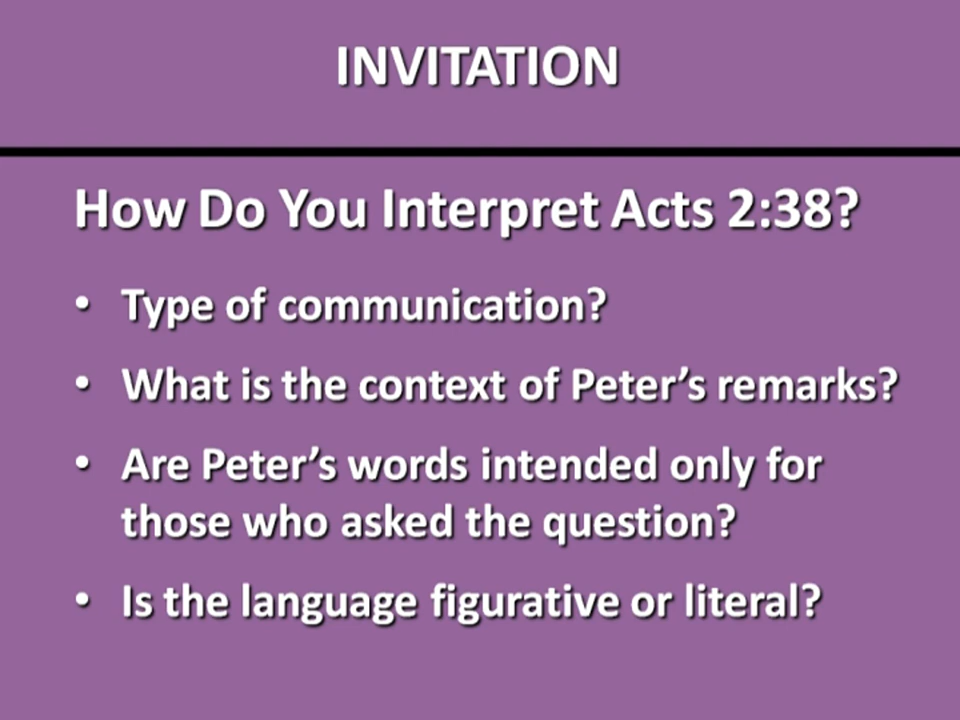 INVITATION
How Do You Interpret Acts 2:38?
• Type of communication?
• What is the context of Peter’s remarks?
• Are Peter’s words intended only for
those who asked the question?
• Is the language figurative or literal?